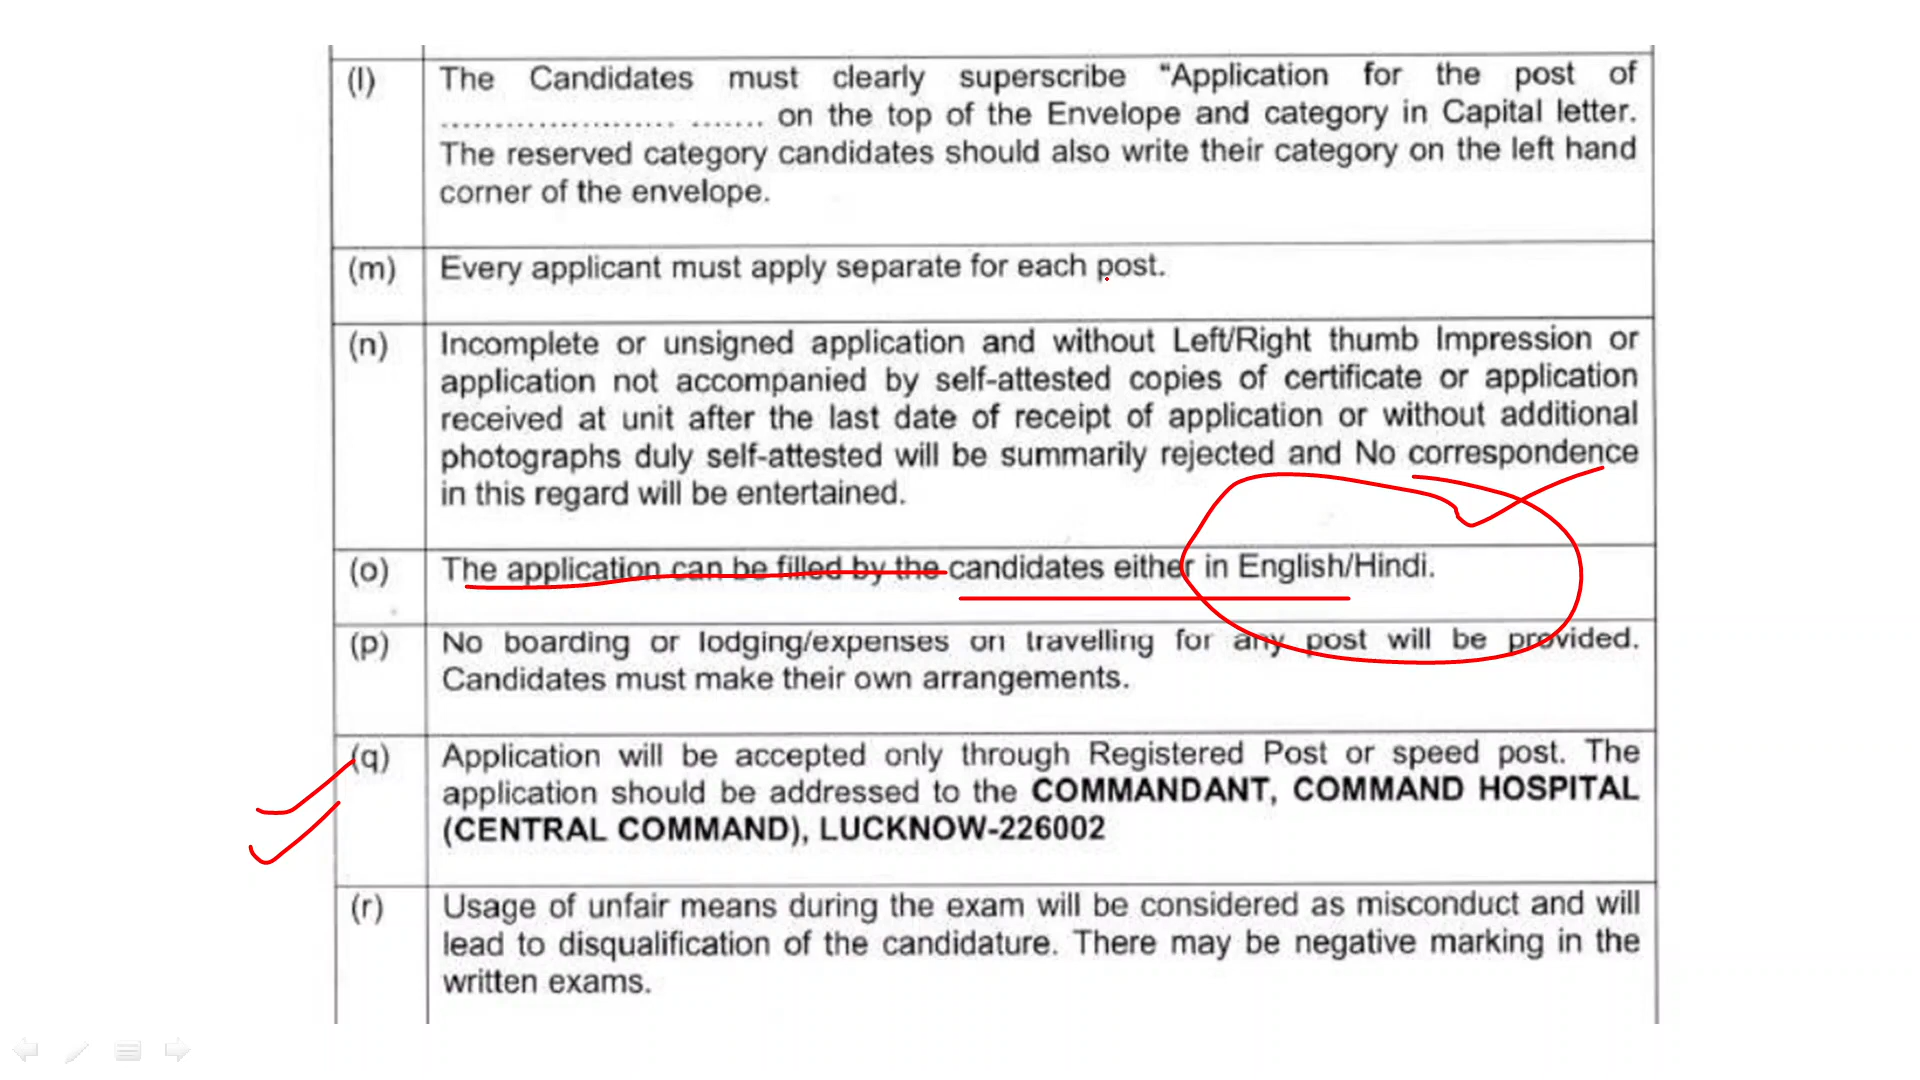 (l) The Candidates must clearly superscribe “Application for the post of
........................ ....... on the top of the Envelope and category in Capital letter.
The reserved category candidates should also write their category on the left hand
corner of the envelope.
(m) Every applicant must apply separate for each post.
(n) Incomplete or unsigned application and without Left/Right thumb Impression or
application not accompanied by self-attested copies of certificate or application
received at unit after the last date of receipt of application or without additional
photographs duly self-attested will be summarily rejected and No correspondence
in this regard will be entertained.
(o) The application can be filled by the candidates either in English/Hindi.
(p) No boarding or lodging/expenses on travelling for any post will be provided.
Candidates must make their own arrangements.
(q) Application will be accepted only through Registered Post or speed post. The
application should be addressed to the COMMANDANT, COMMAND HOSPITAL
(CENTRAL COMMAND), LUCKNOW-226002
(r) Usage of unfair means during the exam will be considered as misconduct and will
lead to disqualification of the candidature. There may be negative marking in the
written exams.